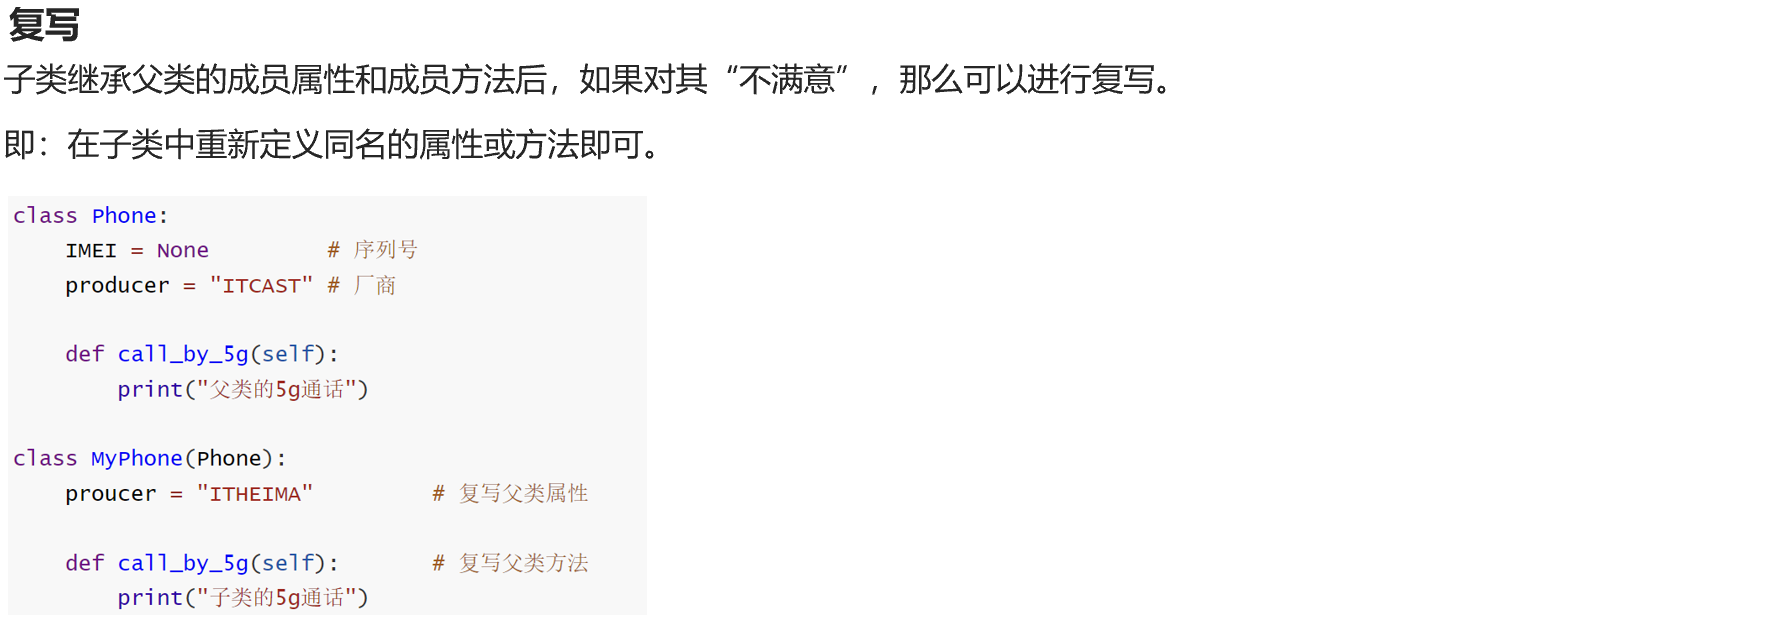 复写
子类继承父类的成员属性和成员方法后，如果对其“不满意”，那么可以进行复写。
即：在子类中重新定义同名的属性或方法即可。
class Phone:
    IMEI = None         # 序列号
    producer = "ITCAST" # 厂商

    def call_by_5g(self):
        print("父类的5g通话")

class MyPhone(Phone):
    proucer = "ITHEIMA"         # 复写父类属性

    def call_by_5g(self):       # 复写父类方法
        print("子类的5g通话")